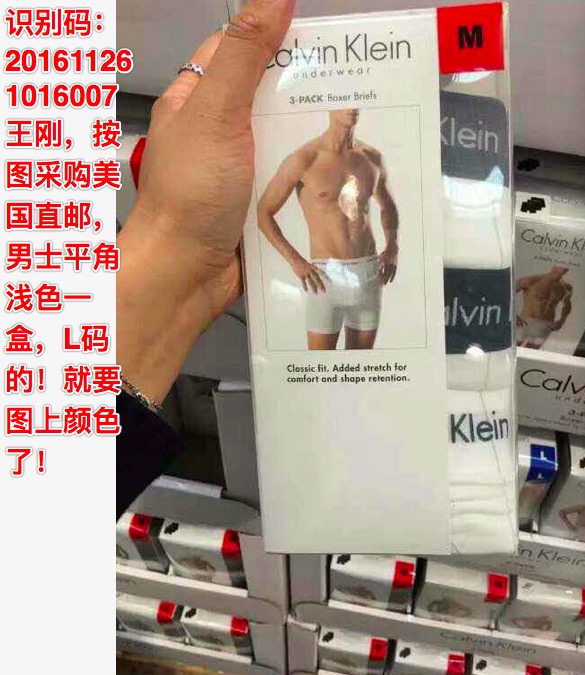 识别码：
20161126
1016007
王刚，按
图采购美
国直邮，
男士平角
浅色一
盒，L码
的！就要
图上颜色
了！
Calvin Klein
underwear
M
3-PACK Boxer Briefs
Klein
alvin
Klein
Classic fit. Added stretch for
comfort and shape retention.
Calvin K
Calvin
L
Klein
M
Calvin Klein